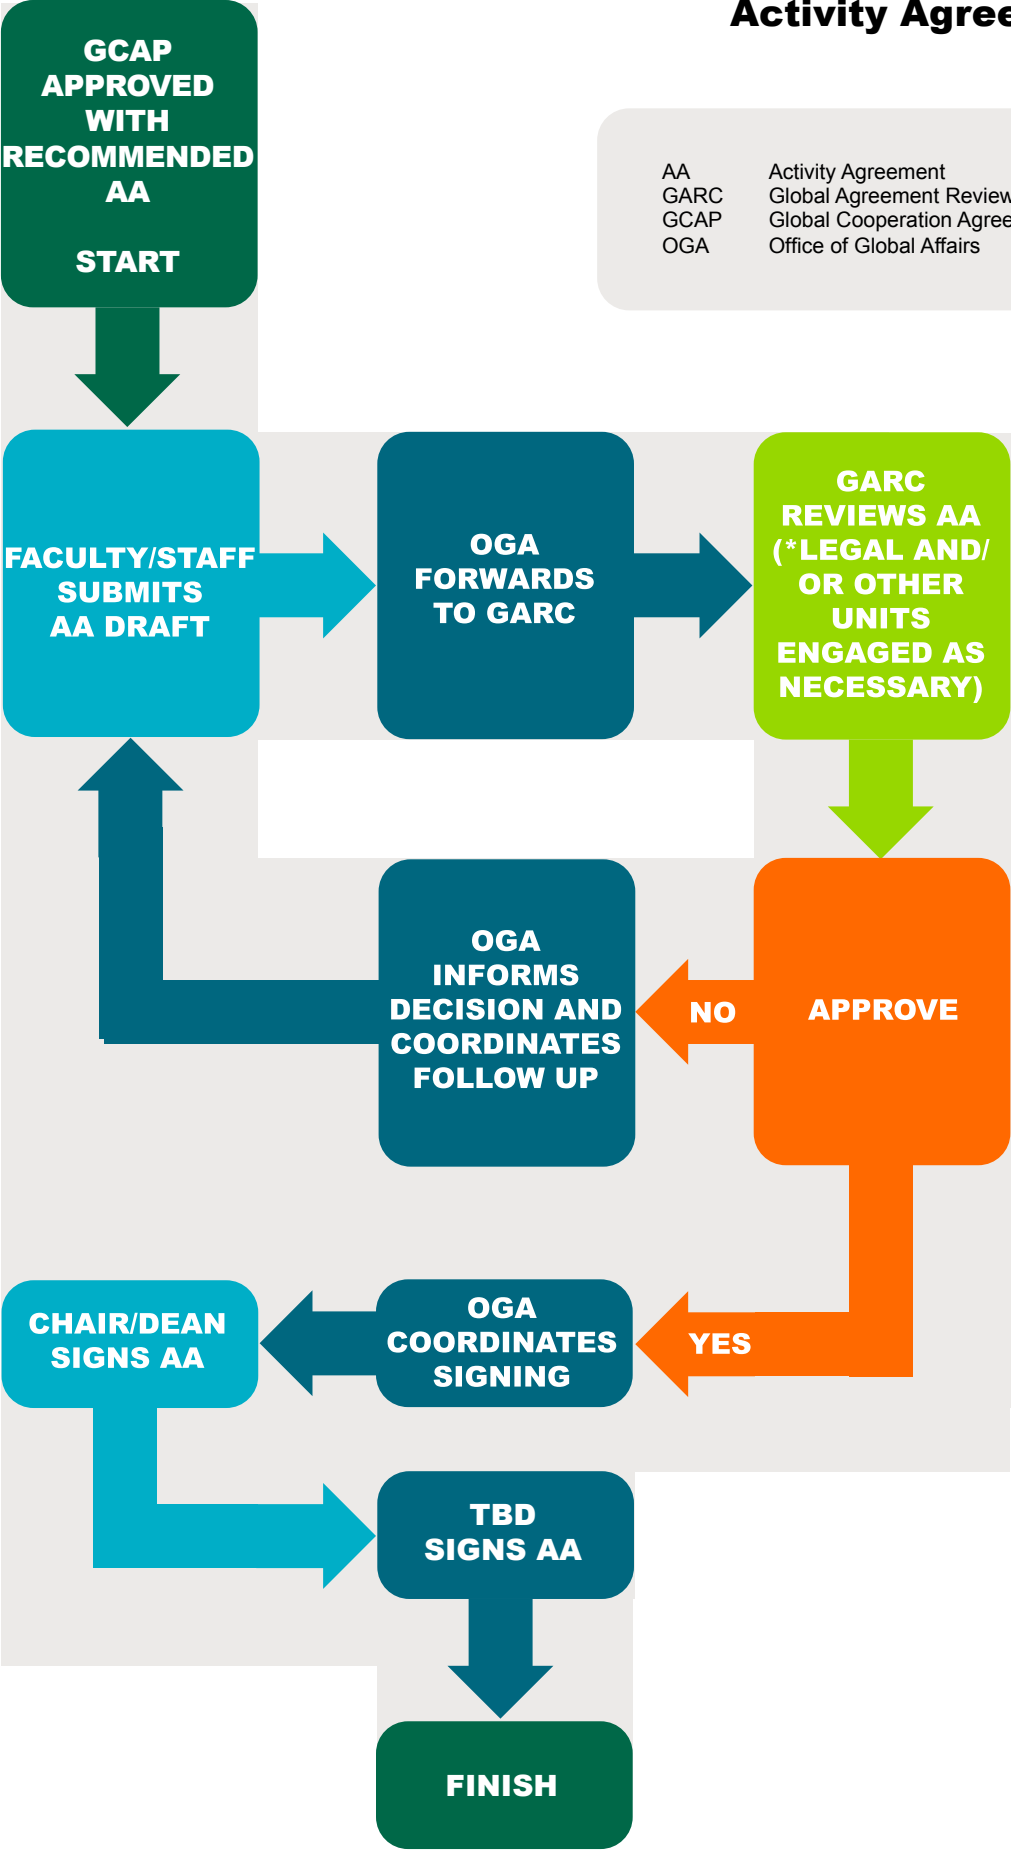 Activity
GCAP
APPROVED
WITH
RECOMMENDED
AA
START
AA Activity Agreement
GARC Global Agreement Review
GCAP Global Cooperation
OGA Office of Global Affairs
FACULTY/STAFF
SUBMITS
AA DRAFT
OGA
FORWARDS
TO GARC
GARC
REVIEWS AA
(*LEGAL AND/
OR OTHER
UNITS
ENGAGED AS
NECESSARY)
OGA
INFORMS
DECISION AND
COORDINATES
FOLLOW UP
NO
APPROVE
CHAIR/DEAN
SIGNS AA
OGA
COORDINATES
SIGNING
YES
TBD
SIGNS AA
FINISH